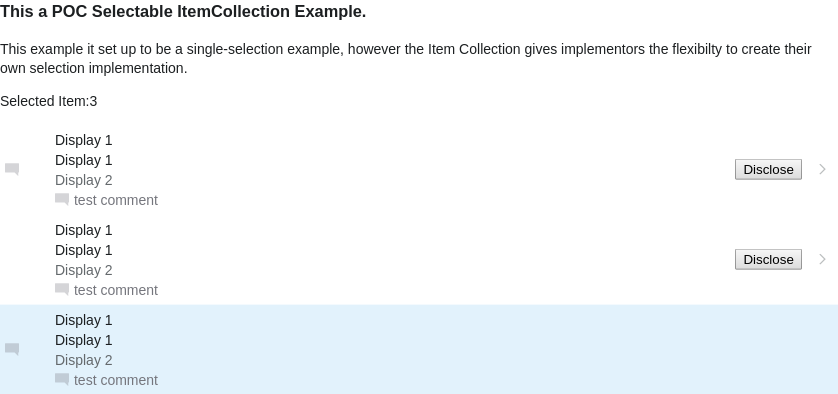 This a POC Selectable ItemCollection Example.
This example it set up to be a single-selection example, however the Item Collection gives implementors the flexibilty to create their
own selection implementation.
Selected Item:3
Display 1
Display 1
Display 2
test comment
Disclose
Display 1
Display 1
Display 2
test comment
Disclose
Display 1
Display 1
Display 2
test comment